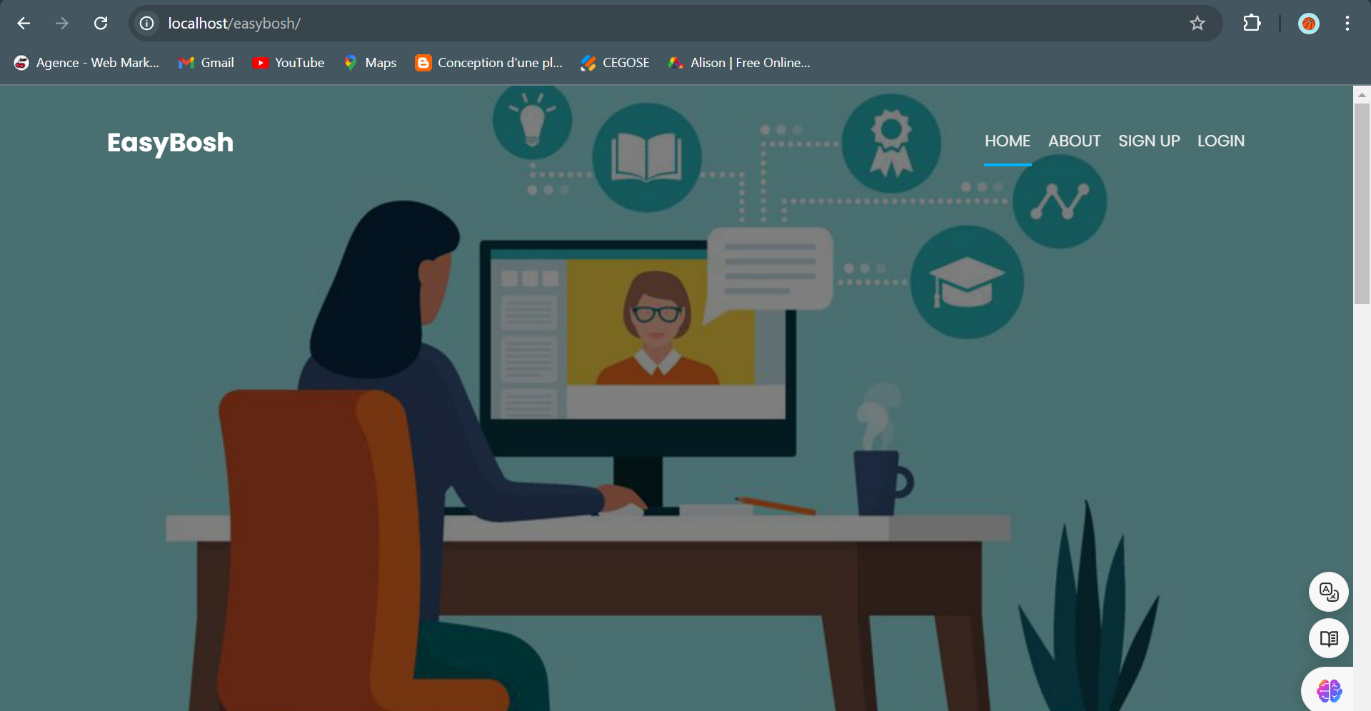 localhost/easybosh/
Agence - Web Mark... Gmail YouTube Maps Conception d'une pl... CEGOSE Alison | Free Online...
EasyBosh
HOME ABOUT SIGN UP LOGIN